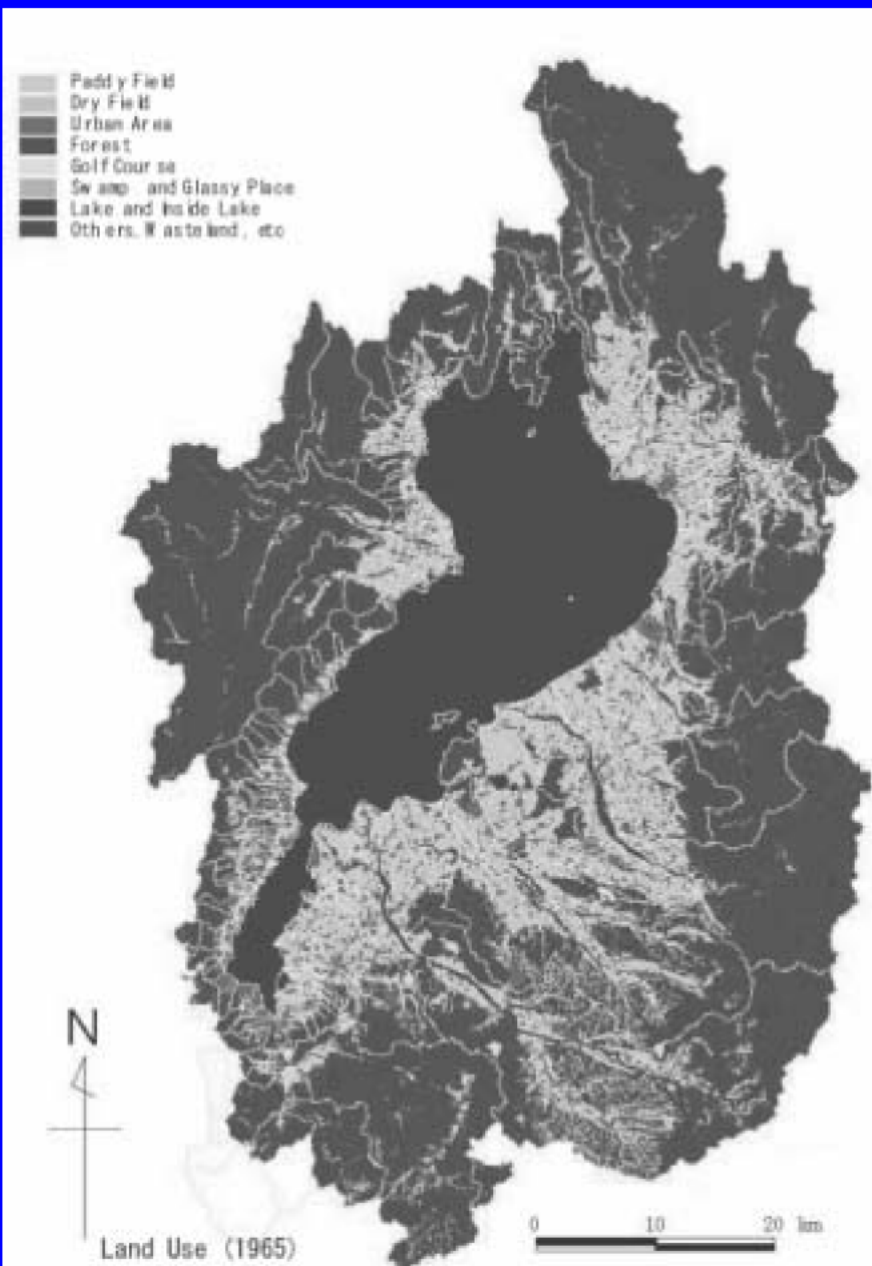 Paddy Field
Dry Field
Urban Area
Forest
Golf Course
Swamp and Glassy Place
Lake and Inside Lake
Others, Wasteland, etc
N
0 10 20 km
Land Use (1965)